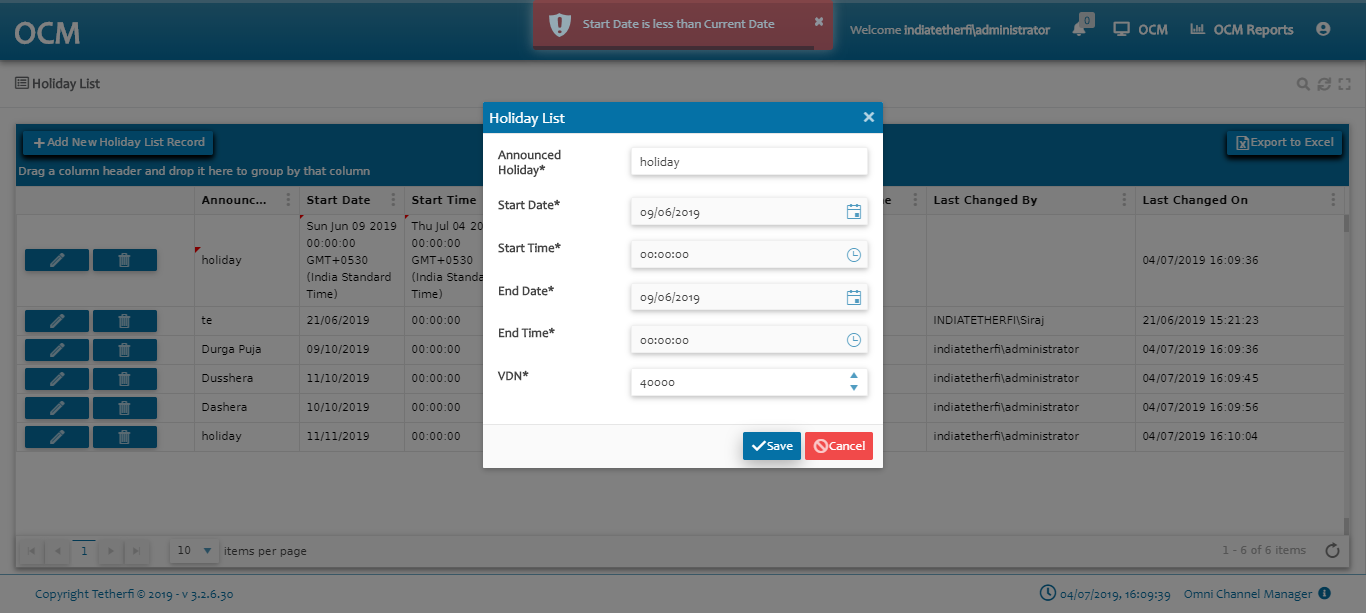 OCM
Start Date is less than Current Date
Welcome indiatetherfi\administrator
0
OCM
OCM Reports
Holiday List
Add New Holiday List Record
Export to Excel
Drag a column header and drop it here to group by that column
Announc... Start Date Start Time Last Changed By Last Changed On
holiday Sun Jun 09 2019 00:00:00 GMT+0530 (India Standard Time) Thu Jul 04 20 00:00:00 GMT+0530 (India Standa Time) 04/07/2019 16:09:36
te 21/06/2019 00:00:00 INDIATETHERFI\Siraj 21/06/2019 15:21:23
Durga Puja 09/10/2019 00:00:00 indiatetherfi\administrator 04/07/2019 16:09:36
Dusshera 11/10/2019 00:00:00 indiatetherfi\administrator 04/07/2019 16:09:45
Dashera 10/10/2019 00:00:00 indiatetherfi\administrator 04/07/2019 16:09:56
holiday 11/11/2019 00:00:00 indiatetherfi\administrator 04/07/2019 16:10:04
Holiday List
Announced Holiday* holiday
Start Date* 09/06/2019
Start Time* 00:00:00
End Date* 09/06/2019
End Time* 00:00:00
VDN* 40000
Save Cancel
1 10 items per page 1 - 6 of 6 items
Copyright Tetherfi © 2019 - v 3.2.6.30
04/07/2019, 16:09:39 Omni Channel Manager